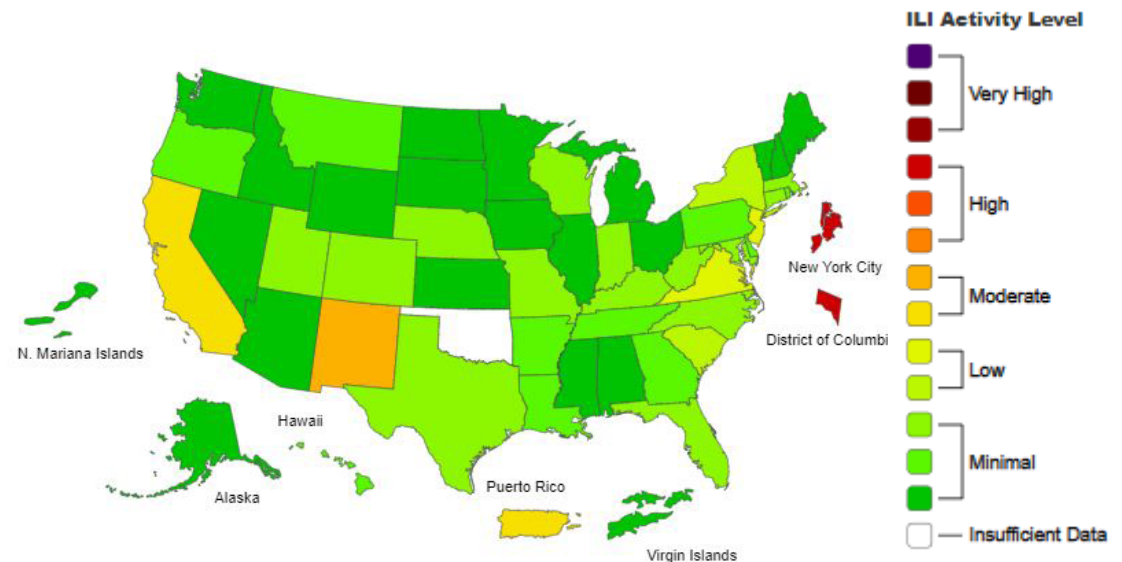 ILI Activity Level
Very High
High
Moderate
Low
Minimal
Insufficient Data
New York City
District of Columbi
N. Mariana Islands
Hawaii
Alaska
Puerto Rico
Virgin Islands